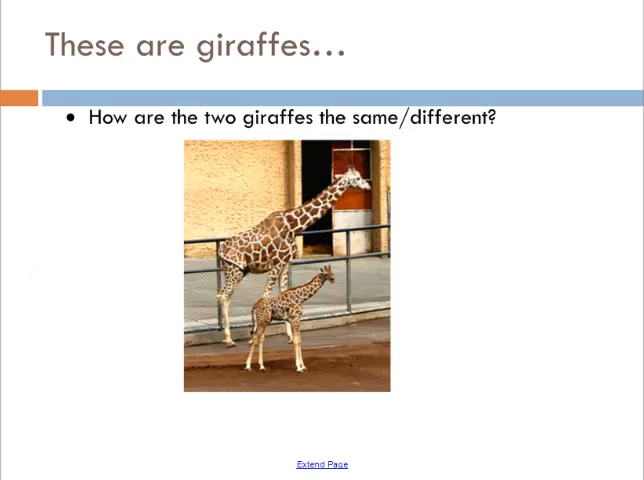 These are giraffes...
• How are the two giraffes the same/different?
Extend Page